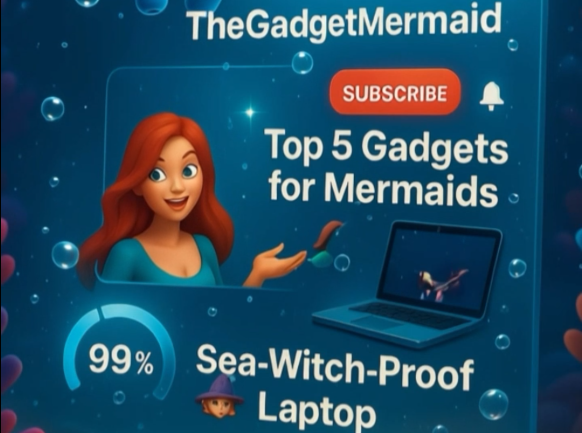 TheGadgetMermaid
SUBSCRIBE
Top 5 Gadgets
for Mermaids
99%
Sea-Witch-Proof
Laptop